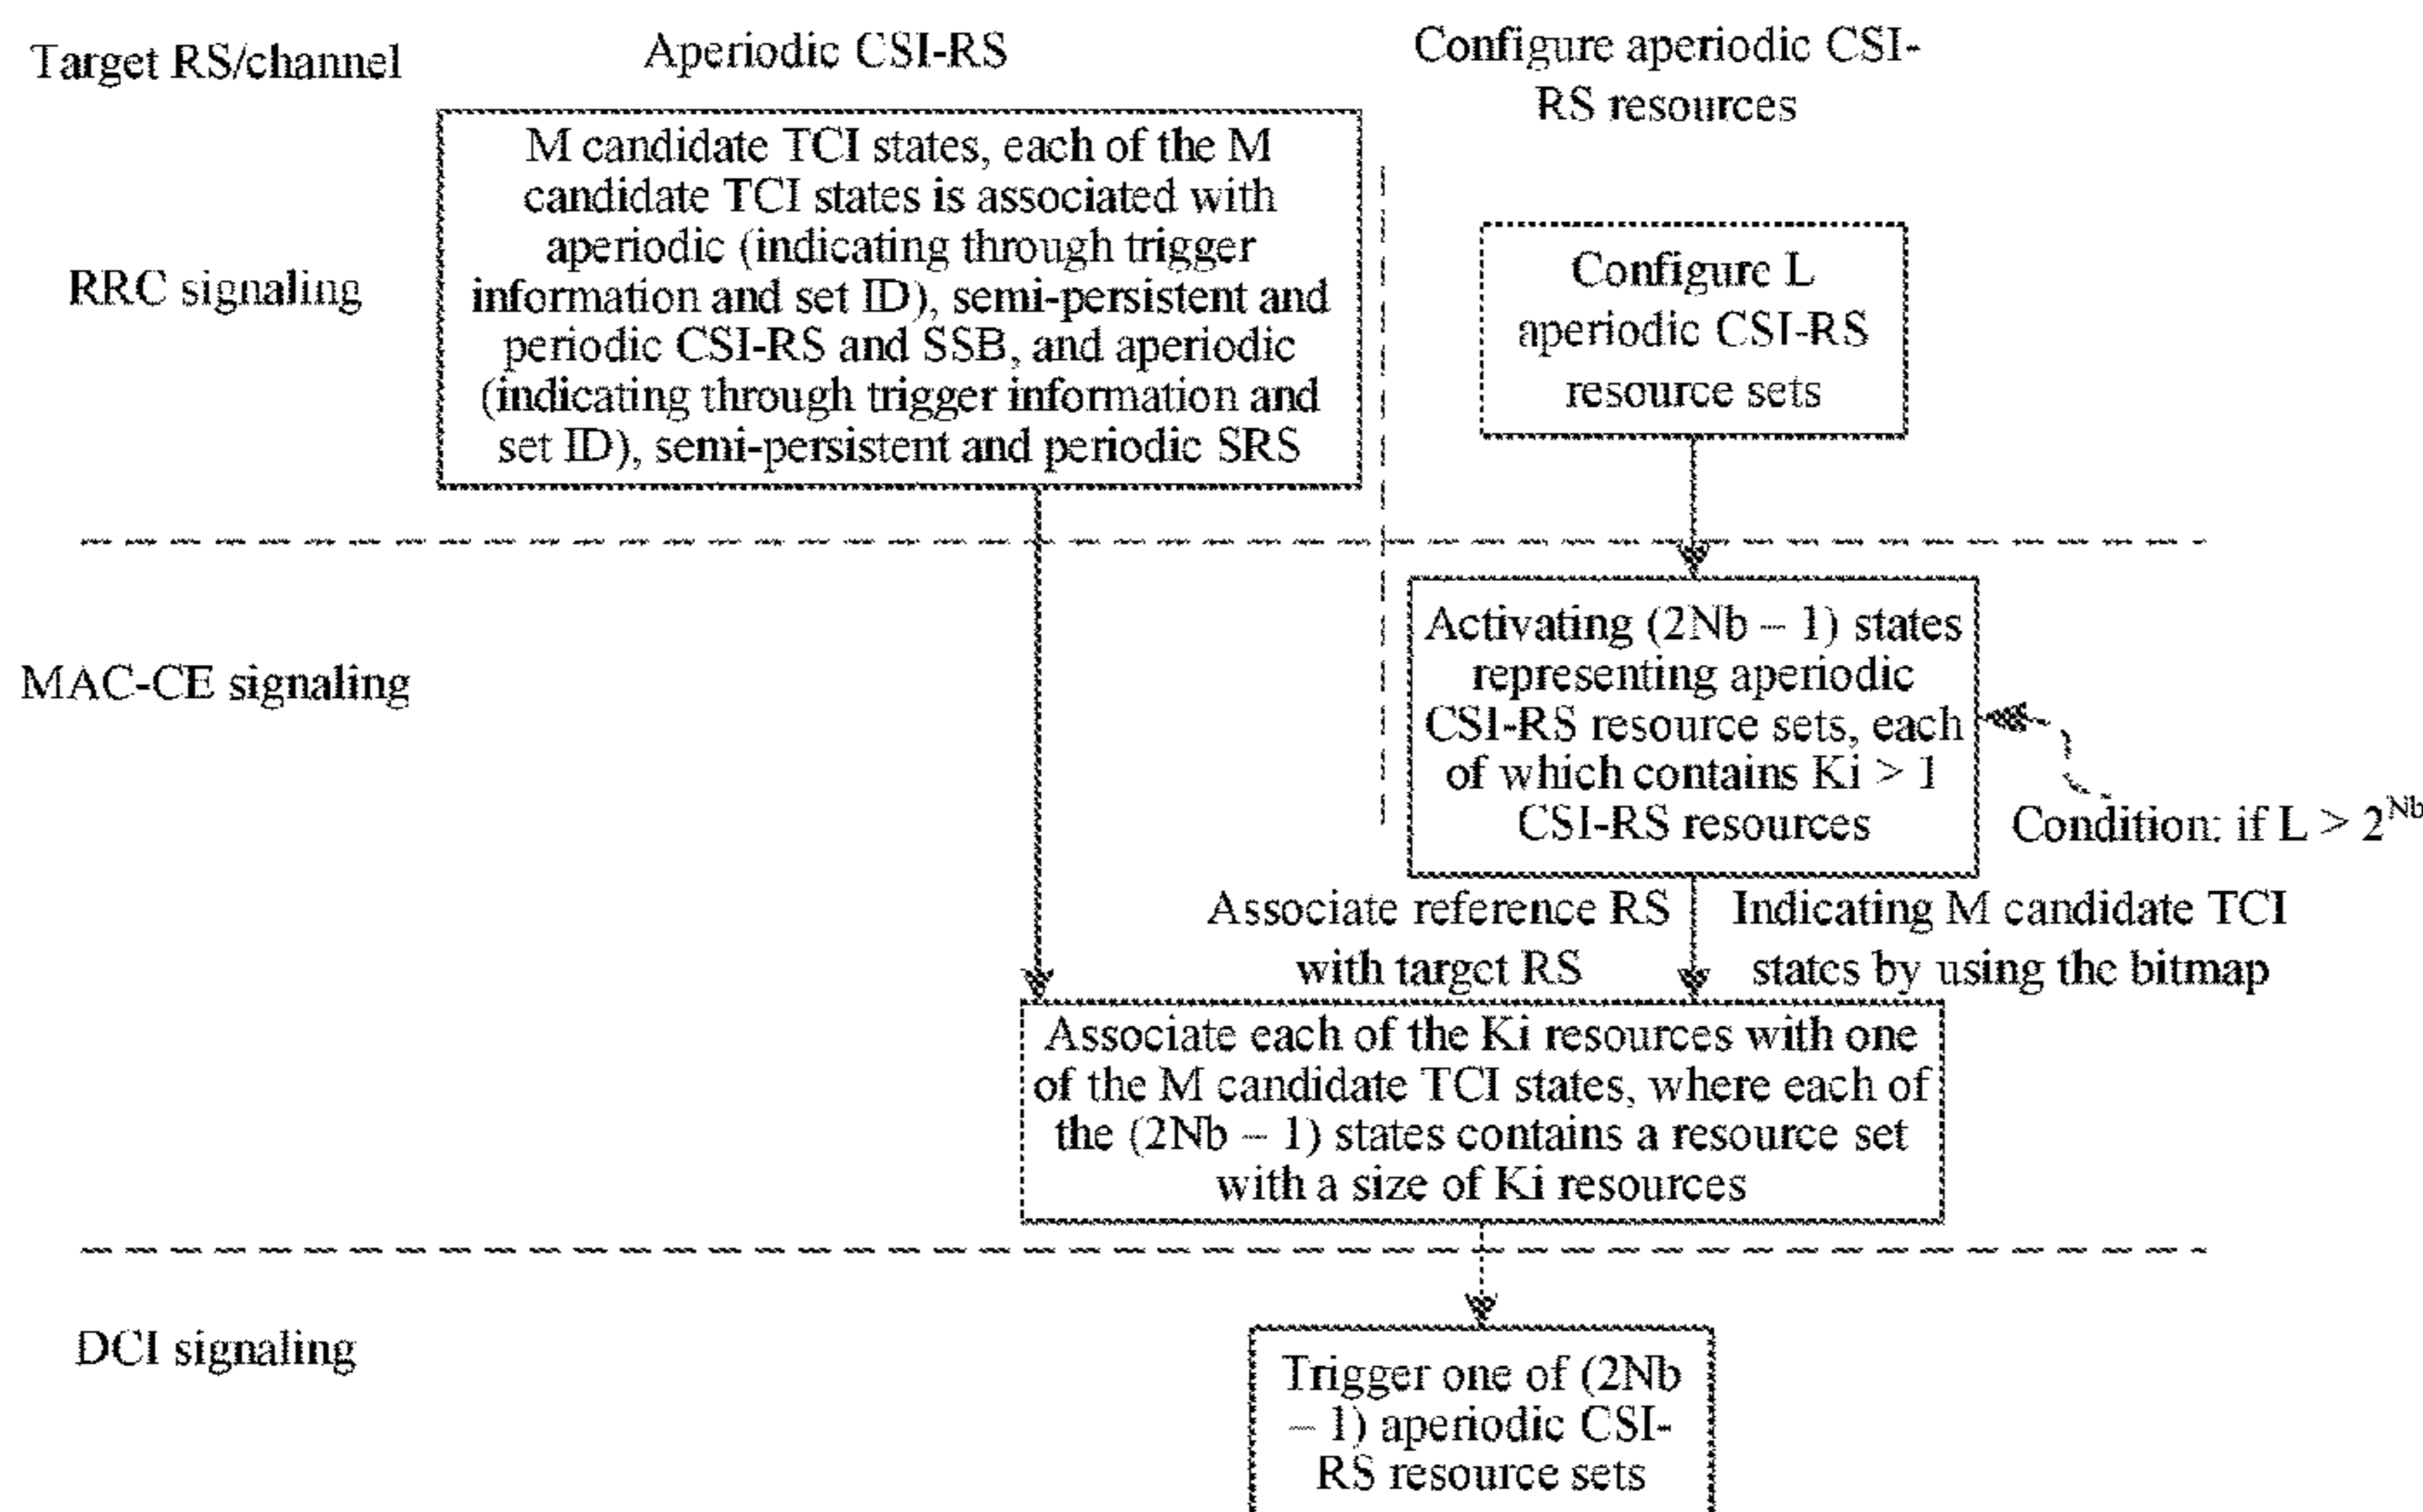 Target RS/channel
Aperiodic CSI-RS
Configure aperiodic CSI-
RS resources
RRC signaling
M candidate TCI states, each of the M
candidate TCI states is associated with
aperiodic (indicating through trigger
information and set ID), semi-persistent and
periodic CSI-RS and SSB, and aperiodic
(indicating through trigger information and
set ID), semi-persistent and periodic SRS
Configure L
aperiodic CSI-RS
resource sets
MAC-CE signaling
Activating (2Nb – 1) states
representing aperiodic
CSI-RS resource sets, each
of which contains Ki > 1
CSI-RS resources
Condition: if L > 2^Nb
Associate reference RS
with target RS
Indicating M candidate TCI
states by using the bitmap
Associate each of the Ki resources with one
of the M candidate TCI states, where each of
the (2Nb – 1) states contains a resource set
with a size of Ki resources
DCI signaling
Trigger one of (2Nb
– 1) aperiodic CSI-
RS resource sets